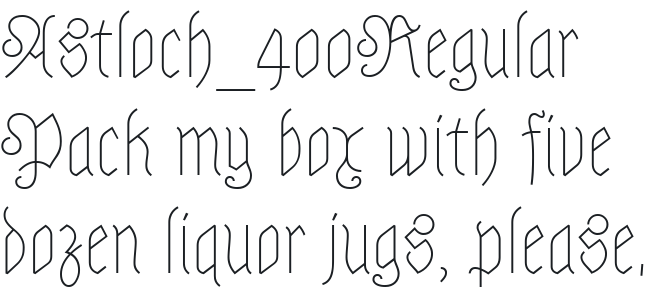 Astloch_400Regular
Pack my box with five
dozen liquor jugs, please.